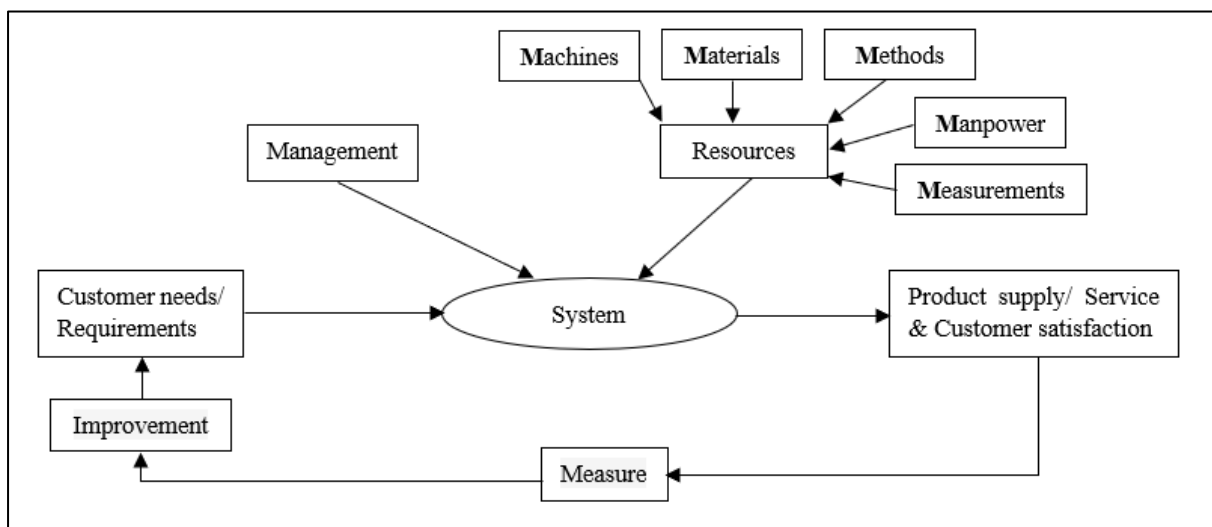 Machines
Materials
Methods
Manpower
Management
Resources
Measurements
Customer needs/
Requirements
System
Product supply/ Service
& Customer satisfaction
Improvement
Measure